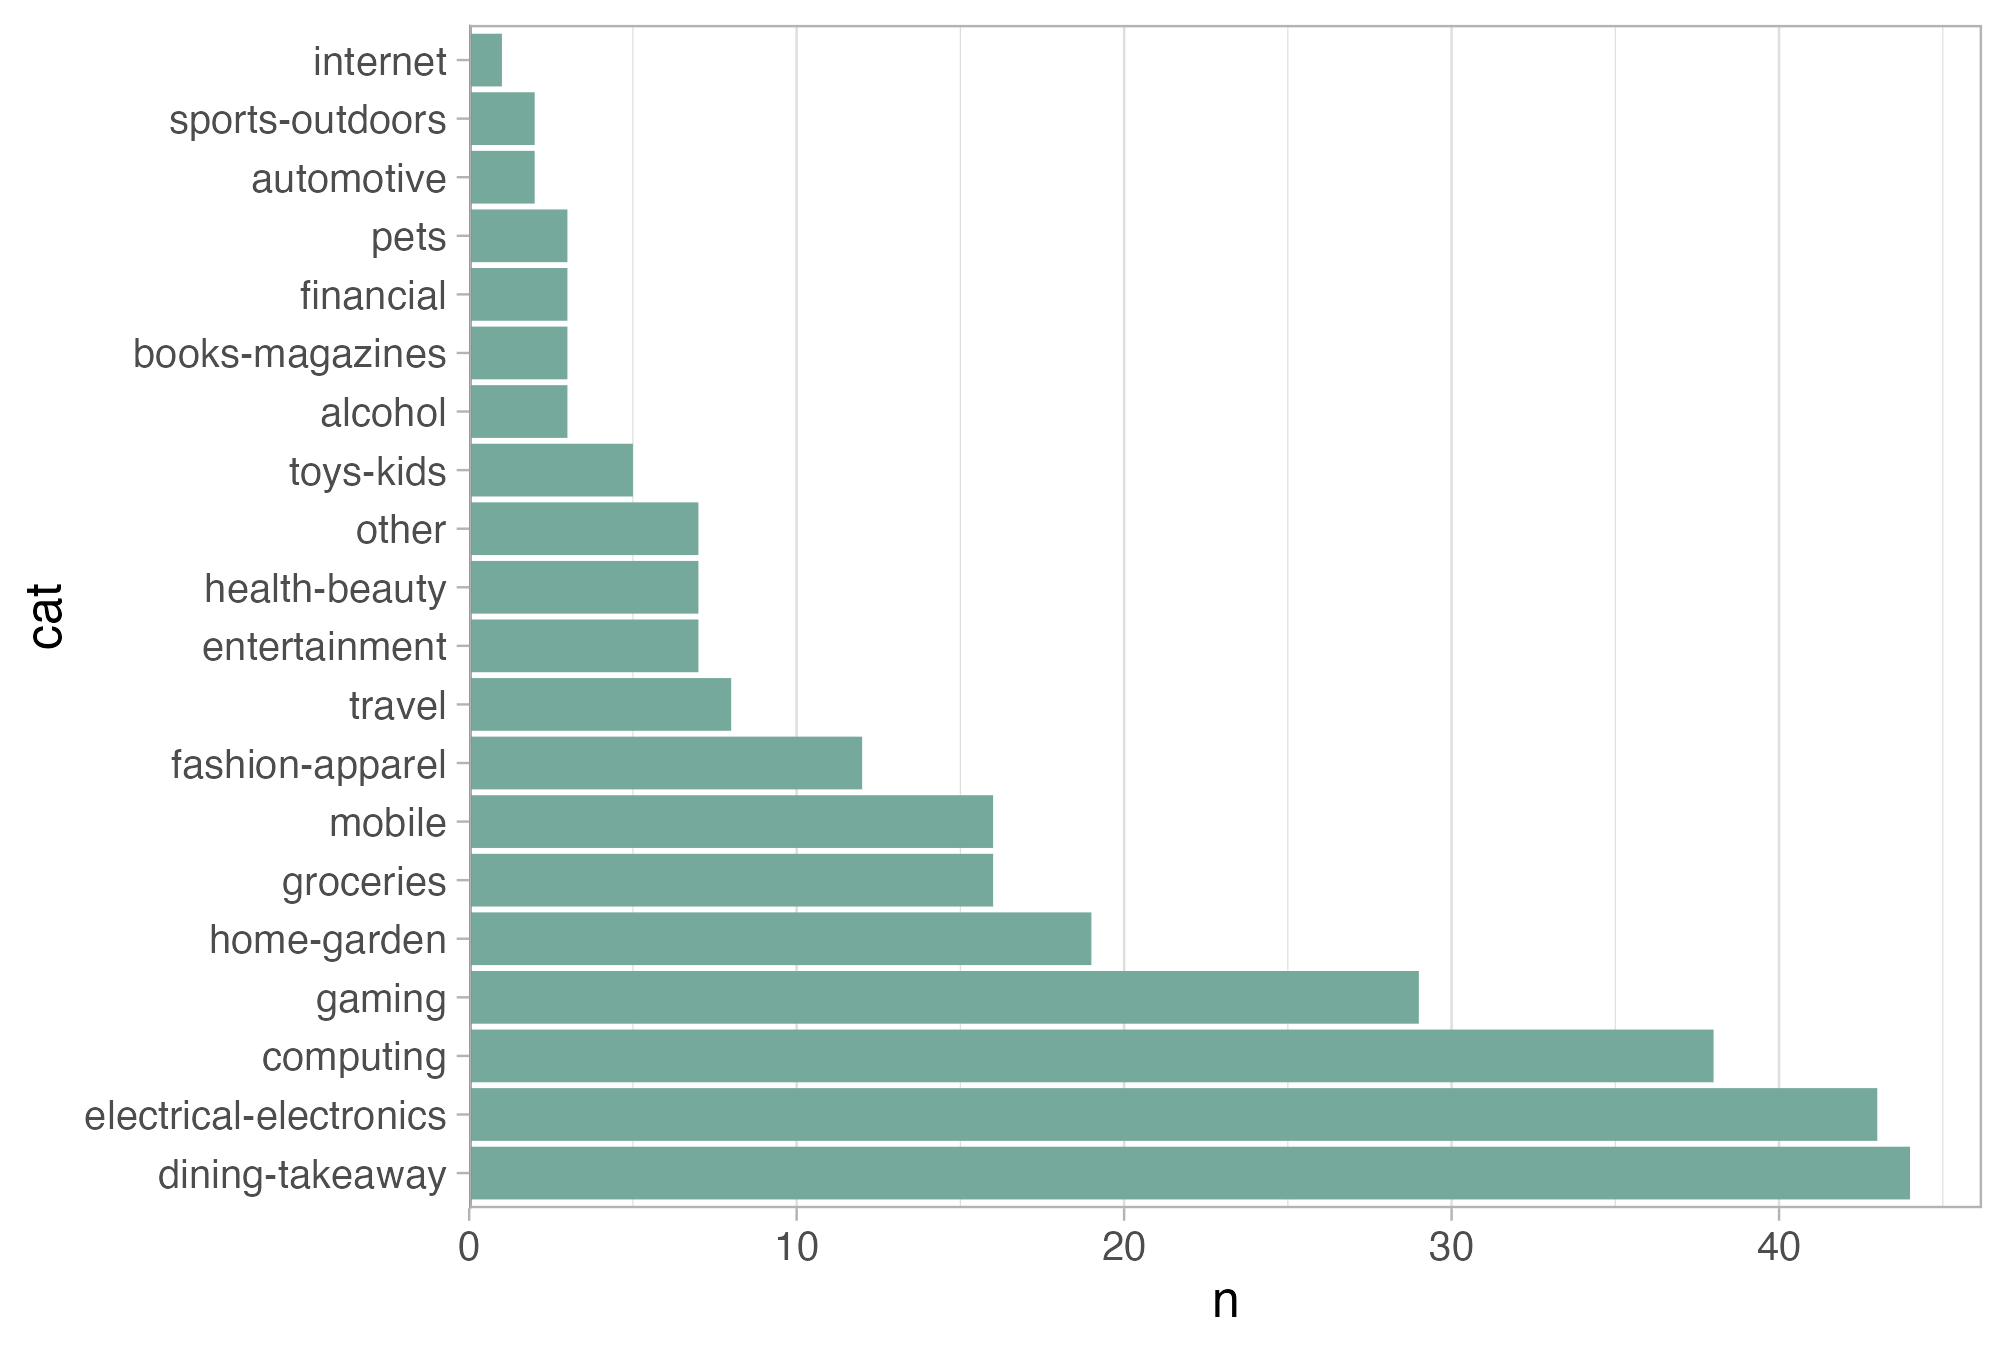 internet
sports-outdoors
automotive
pets
financial
books-magazines
alcohol
toys-kids
other
health-beauty
entertainment
travel
fashion-apparel
mobile
groceries
home-garden
gaming
computing
electrical-electronics
dining-takeaway
cat
0 10 20 30 40
n